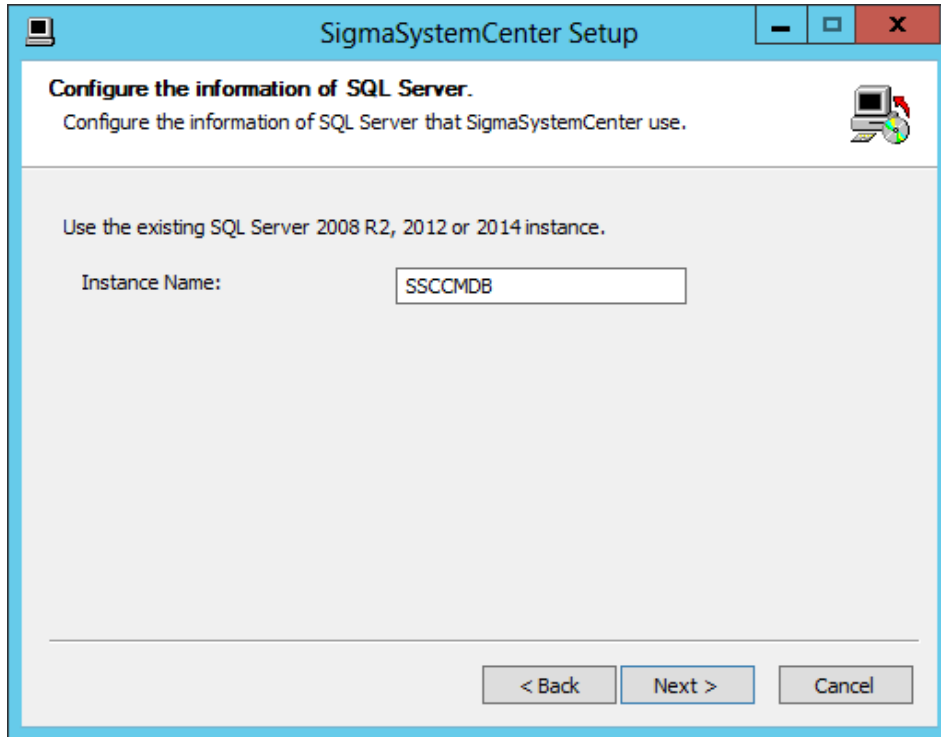 SigmaSystemCenter Setup
Configure the information of SQL Server.
Configure the information of SQL Server that SigmaSystemCenter use.
Use the existing SQL Server 2008 R2, 2012 or 2014 instance.
Instance Name: SSCCMDB
< Back Next > Cancel